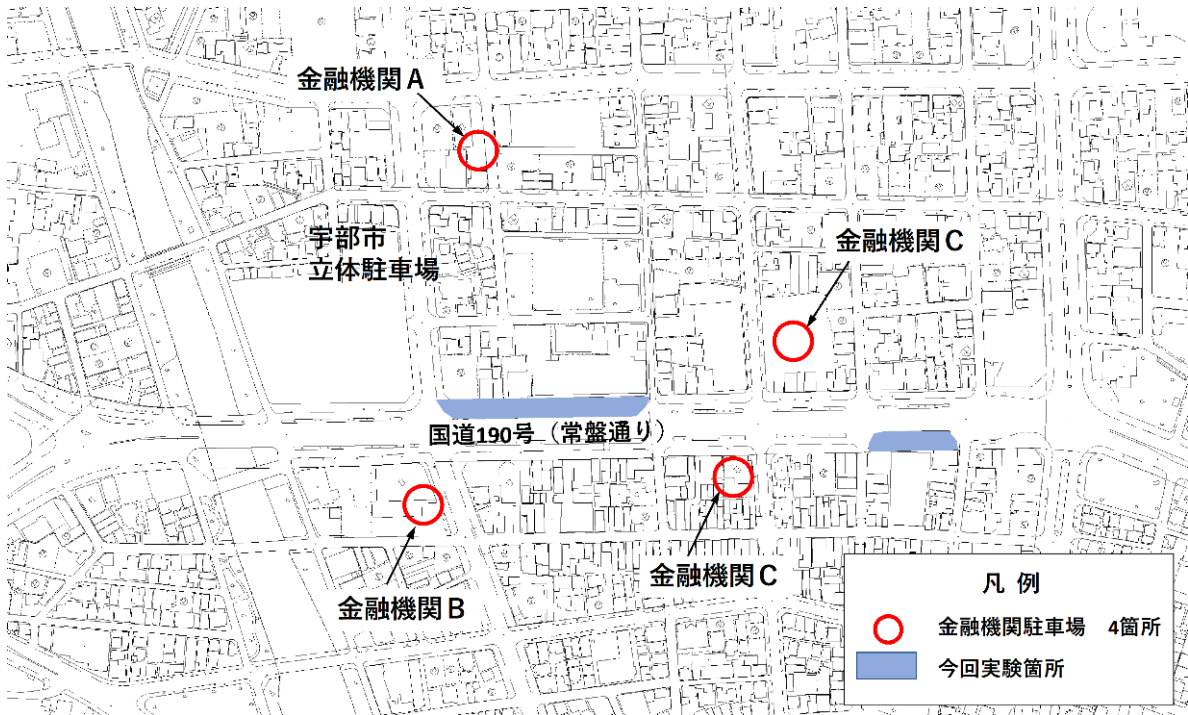 金融機関A
宇部市
立体駐車場
金融機関C
国道190号（常盤通り）
金融機関B
金融機関C
凡 例
金融機関駐車場 4箇所
今回実験箇所